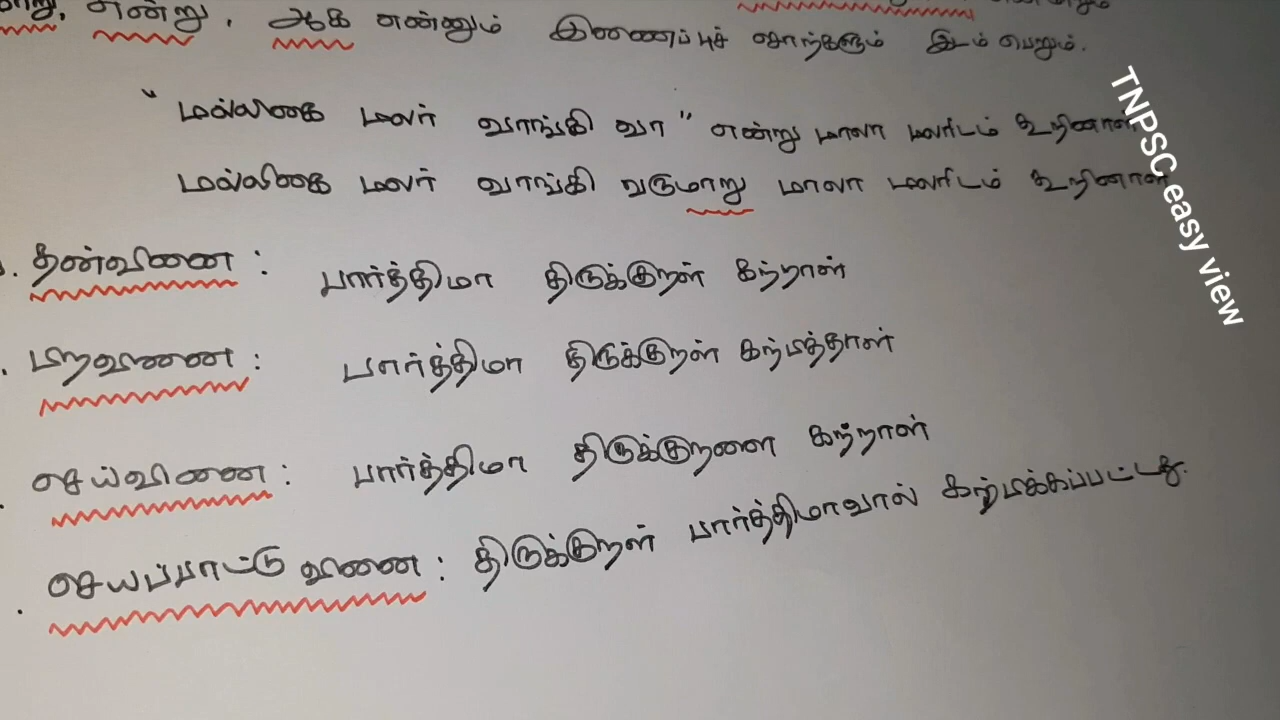 என்று, ஆக என்னும் இணைப்புச் சொற்களும் இடம் பெறும்.
"மல்லிகை மலர் வாங்கி வா" என்று மாலா மலரிடம் கூறினாள்
மல்லிகை மலர் வாங்கி வருமாறு மாலா மலரிடம் கூறினாள்
தன்வினை : பார்த்திமா திருக்குறள் கற்றாள்
பிறவினை : பார்த்திமா திருக்குறள் கற்பித்தாள்
செய்வினை : பார்த்திமா திருக்குறளை கற்றாள்
செயப்பாட்டு வினை : திருக்குறள் பார்த்திமாவால் கற்பிக்கப்பட்டது.
TNPSC easy view